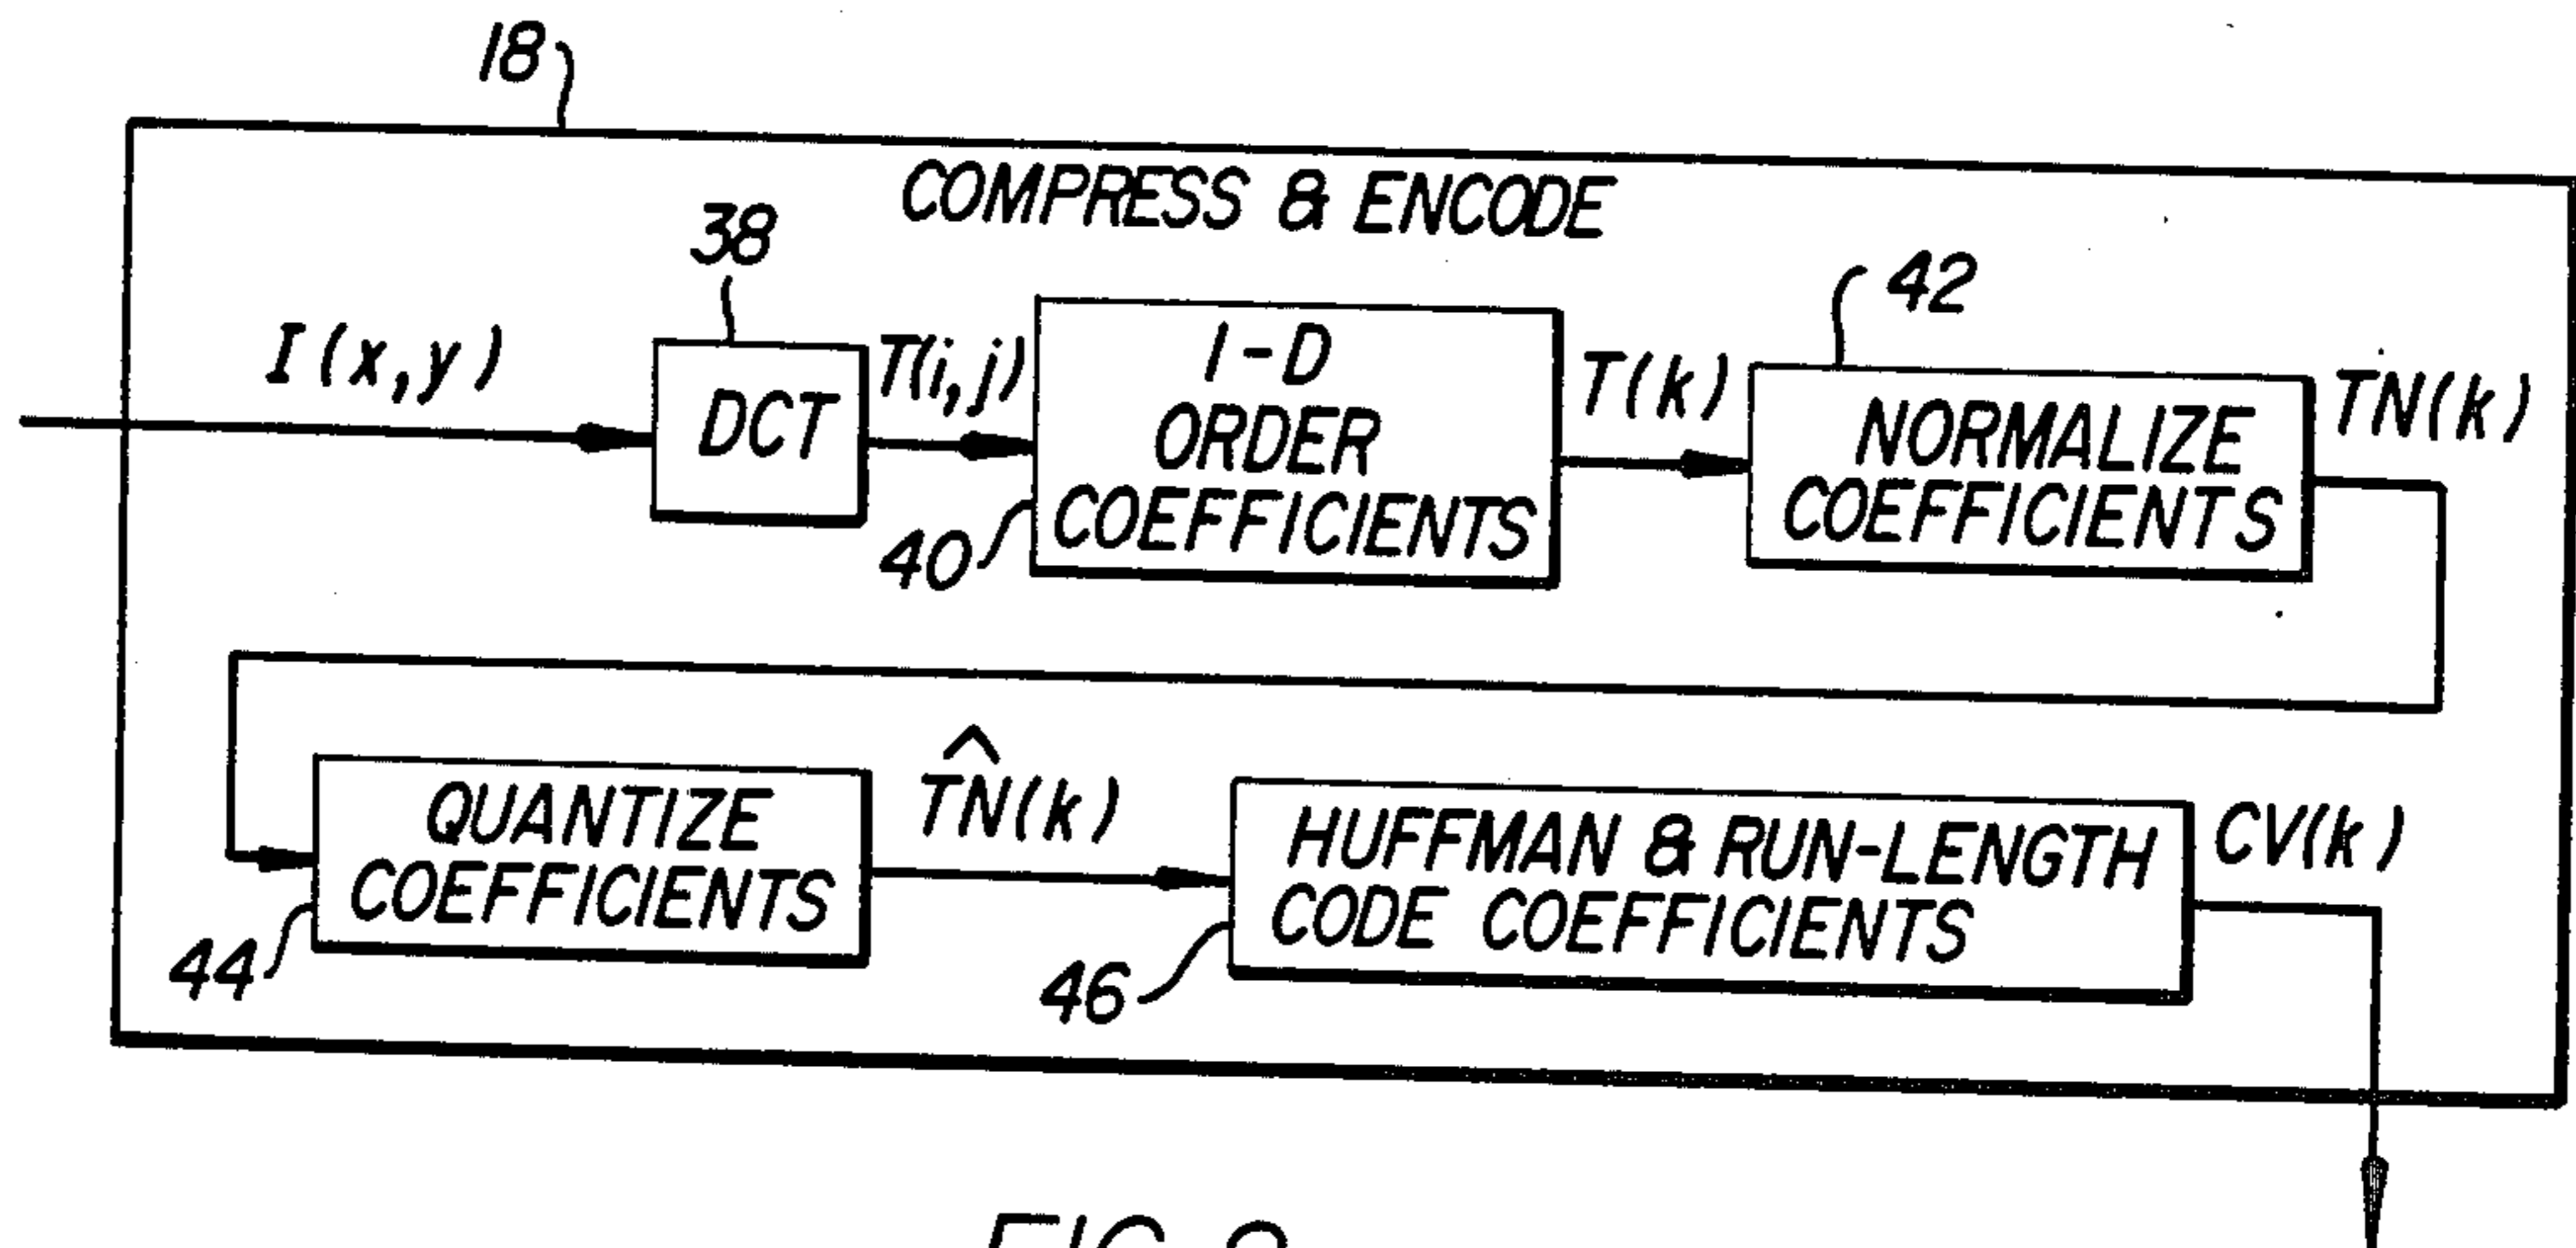 18
COMPRESS & ENCODE
38
42
I(x,y)
DCT
T(i,j)
1-D
ORDER
COEFFICIENTS
40
T(k)
NORMALIZE
COEFFICIENTS
TN(k)
QUANTIZE
COEFFICIENTS
44
T̂N(k)
HUFFMAN & RUN-LENGTH
CODE COEFFICIENTS
46
CV(k)